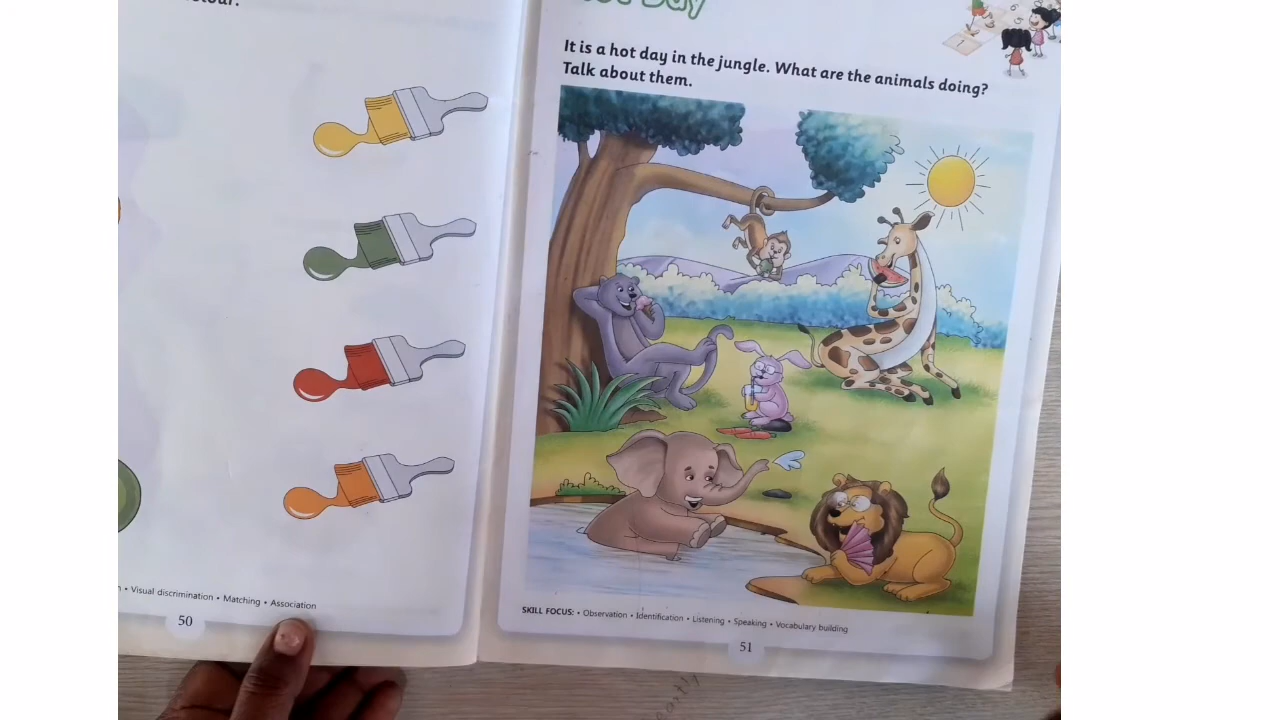 • Visual discrimination • Matching • Association
50
Day
It is a hot day in the jungle. What are the animals doing?
Talk about them.
SKILL FOCUS: • Observation • Identification • Listening • Speaking • Vocabulary building
51